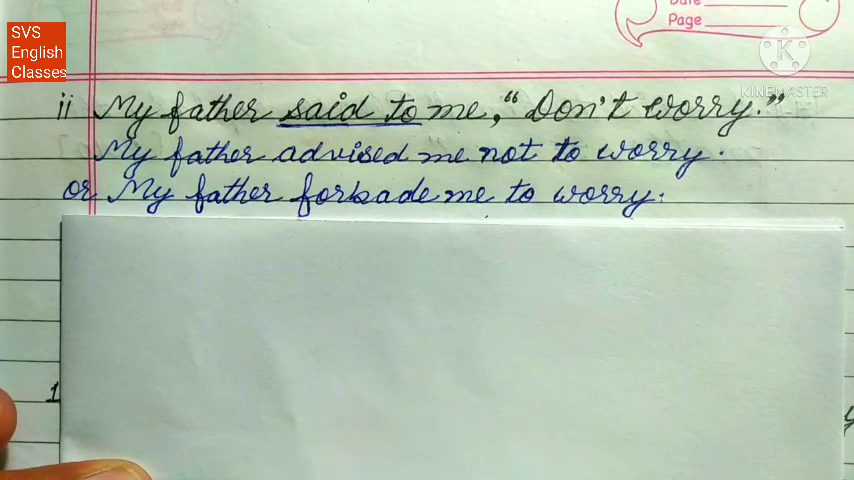 SVS
English
Classes
Date
Page
KINEMASTER
ii My father said to me, “Don't worry.”
My father advised me not to worry.
or My father forbade me to worry.
1